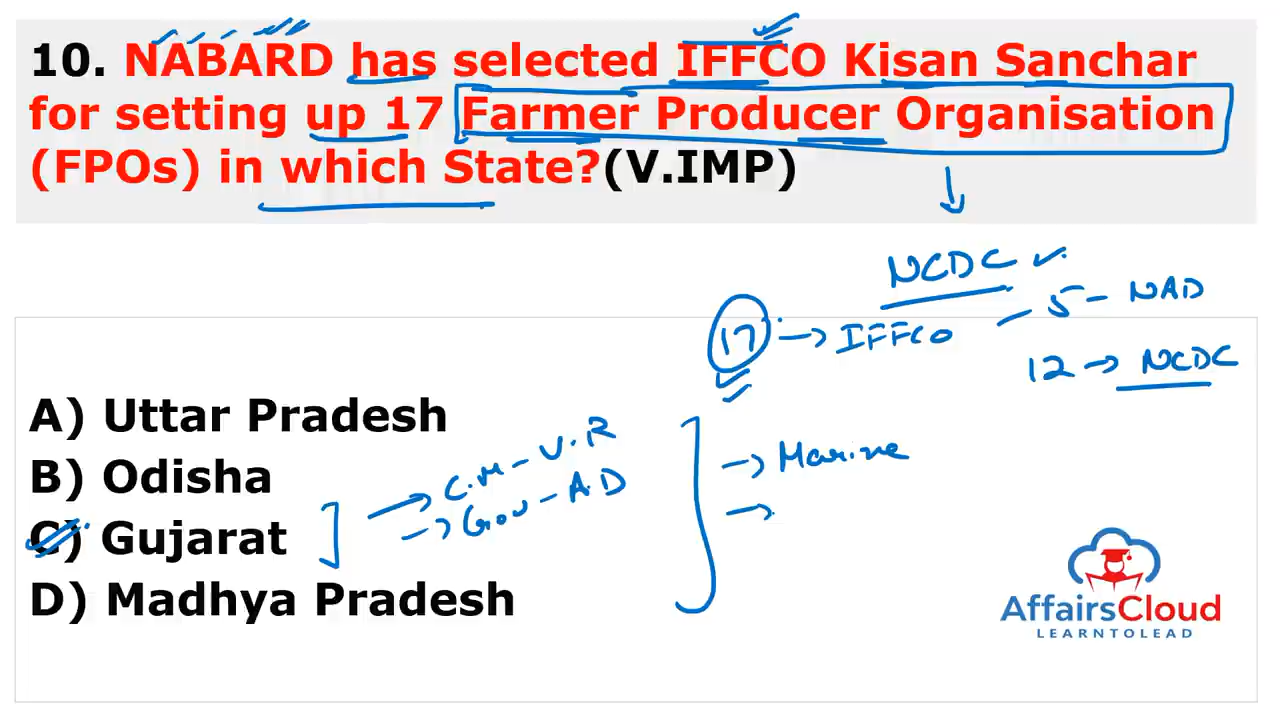 10. NABARD has selected IFFCO Kisan Sanchar
for setting up 17 Farmer Producer Organisation
(FPOs) in which State?(V.IMP)
NCDC
17 → IFFCO – 5 – NAD
12 → NCDC
A) Uttar Pradesh
B) Odisha
C) Gujarat
D) Madhya Pradesh
→ C.M – V.R
→ Gov – A.D
→ Marine
→
AffairsCloud
LEARNTOLEAD